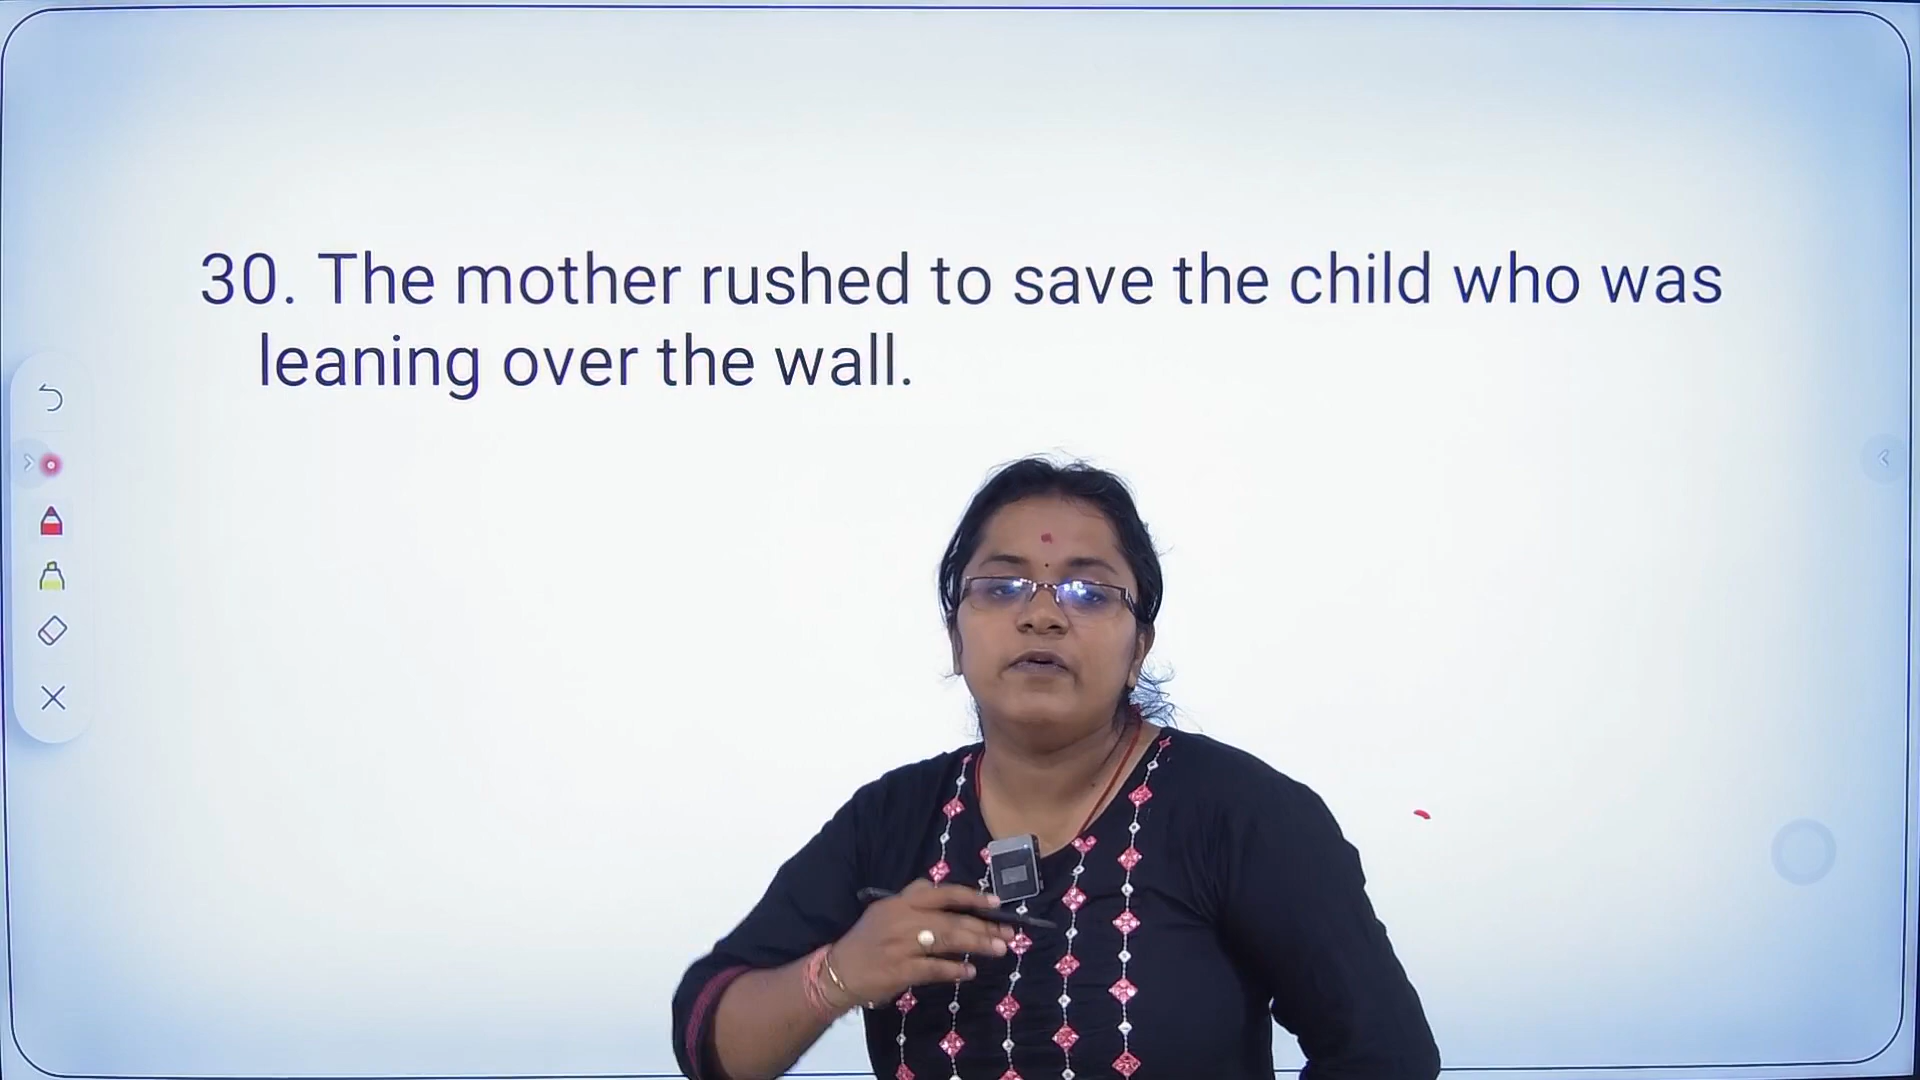 30. The mother rushed to save the child who was
leaning over the wall.